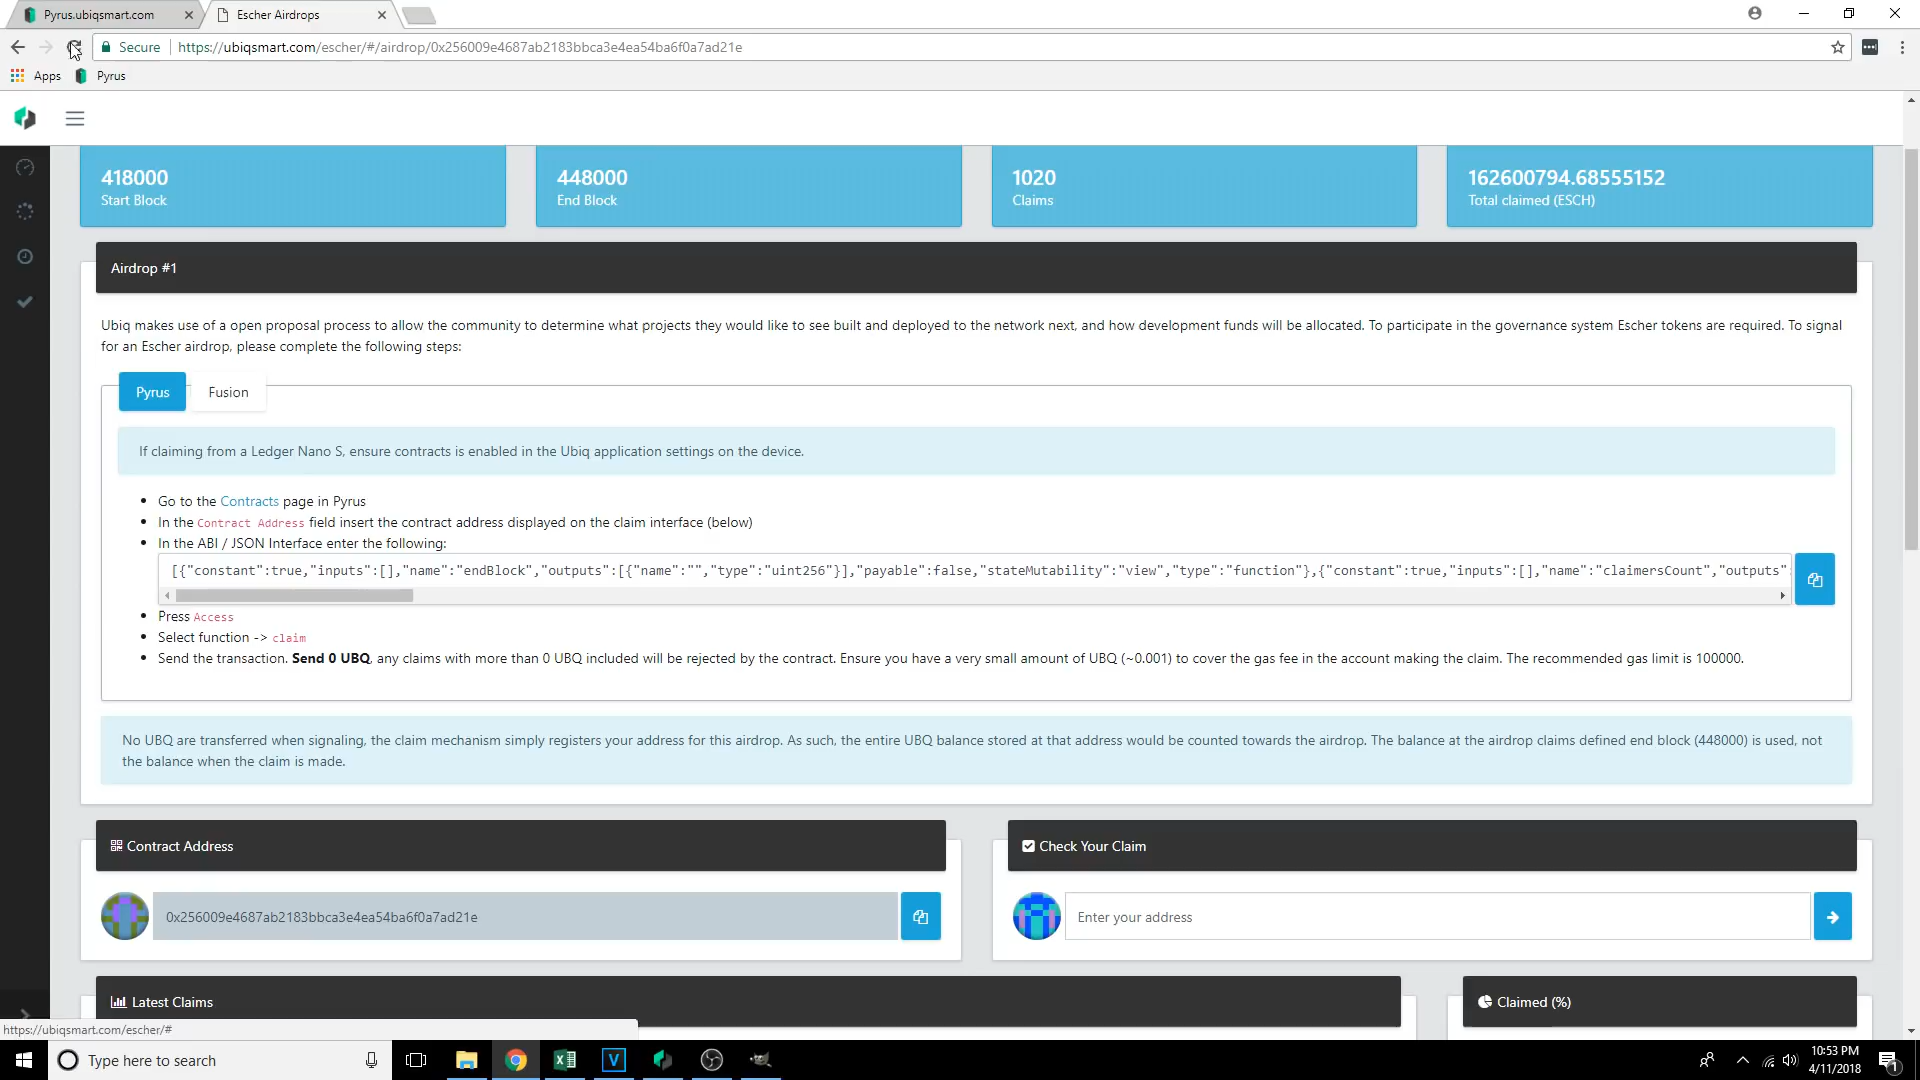 Pyrus.ubiqsmart.com
Escher Airdrops
Secure
https://ubiqsmart.com/escher/#/airdrop/0x256009e4687ab2183bbca3e4ea54ba6f0a7ad21e
Apps
Pyrus
418000
Start Block
448000
End Block
1020
Claims
162600794.68555152
Total claimed (ESCH)
Airdrop #1
Ubiq makes use of a open proposal process to allow the community to determine what projects they would like to see built and deployed to the network next, and how development funds will be allocated. To participate in the governance system Escher tokens are required. To signal
for an Escher airdrop, please complete the following steps:
Pyrus
Fusion
If claiming from a Ledger Nano S, ensure contracts is enabled in the Ubiq application settings on the device.
Go to the Contracts page in Pyrus
In the Contract Address field insert the contract address displayed on the claim interface (below)
In the ABI / JSON Interface enter the following:
[{"constant":true,"inputs":[],"name":"endBlock","outputs":[{"name":"","type":"uint256"}],"payable":false,"stateMutability":"view","type":"function"},{"constant":true,"inputs":[],"name":"claimersCount","outputs":
Press Access
Select function -> claim
Send the transaction. Send 0 UBQ, any claims with more than 0 UBQ included will be rejected by the contract. Ensure you have a very small amount of UBQ (~0.001) to cover the gas fee in the account making the claim. The recommended gas limit is 100000.
No UBQ are transferred when signaling, the claim mechanism simply registers your address for this airdrop. As such, the entire UBQ balance stored at that address would be counted towards the airdrop. The balance at the airdrop claims defined end block (448000) is used, not
the balance when the claim is made.
Contract Address
0x256009e4687ab2183bbca3e4ea54ba6f0a7ad21e
Check Your Claim
Enter your address
Latest Claims
Claimed (%)
https://ubiqsmart.com/escher/#
Type here to search
10:53 PM
4/11/2018
1